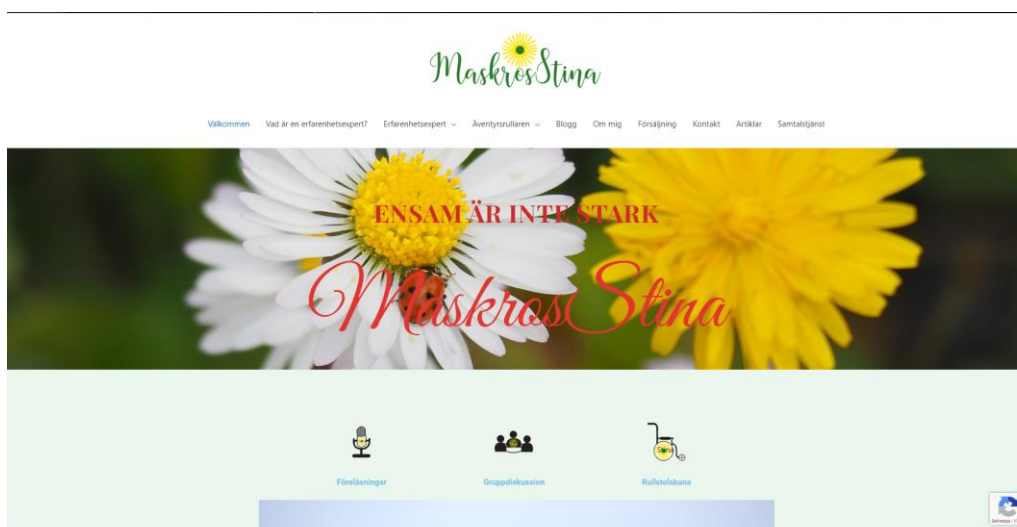 MaskrosStina
Välkommen Vad är en erfarenhetsexpert? Erfarenhetsexpert Äventyrsrullaren Blogg Om mig Försäljning Kontakt Artiklar Samtalstjänst
ENSAM ÄR INTE STARK
MaskrosStina
Stina
Föreläsningar Gruppdiskussion Rullstolsbana